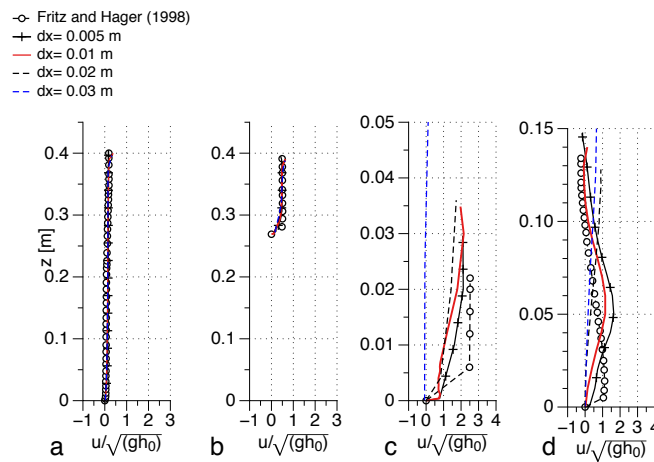 Fritz and Hager (1998)
dx= 0.005 m
dx= 0.01 m
dx= 0.02 m
dx= 0.03 m
z [m]
0.4
0.3
0.2
0.1
0
−1 0 1 2 3
a u/√(gh0)
0.4
0.3
0.2
0.1
0
−1 0 1 2 3
b u/√(gh0)
0.05
0.04
0.03
0.02
0.01
0
−1 0 1 2 3 4
c u/√(gh0)
0.15
0.10
0.05
0.00
−1 0 1 2 3 4
d u/√(gh0)